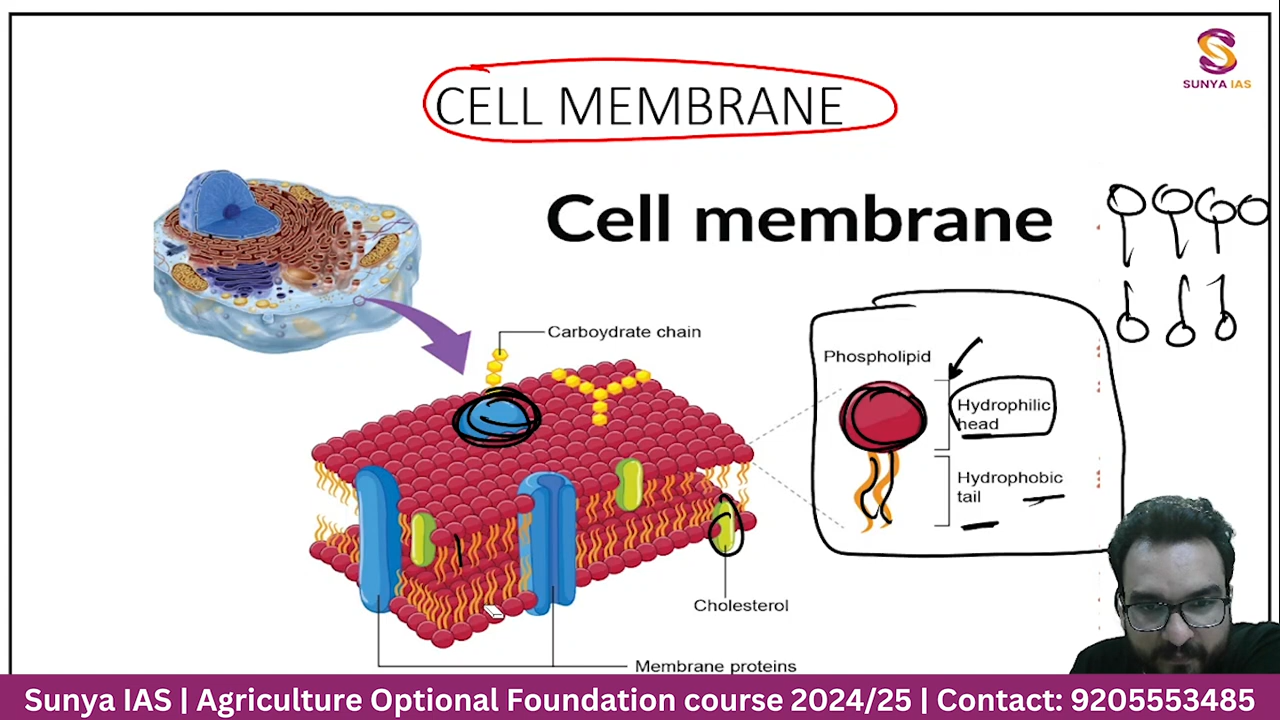 SUNYA IAS
CELL MEMBRANE
Cell membrane
Carboydrate chain
Phospholipid
Hydrophilic
head
Hydrophobic
tail
Cholesterol
Membrane proteins
Sunya IAS | Agriculture Optional Foundation course 2024/25 | Contact: 9205553485